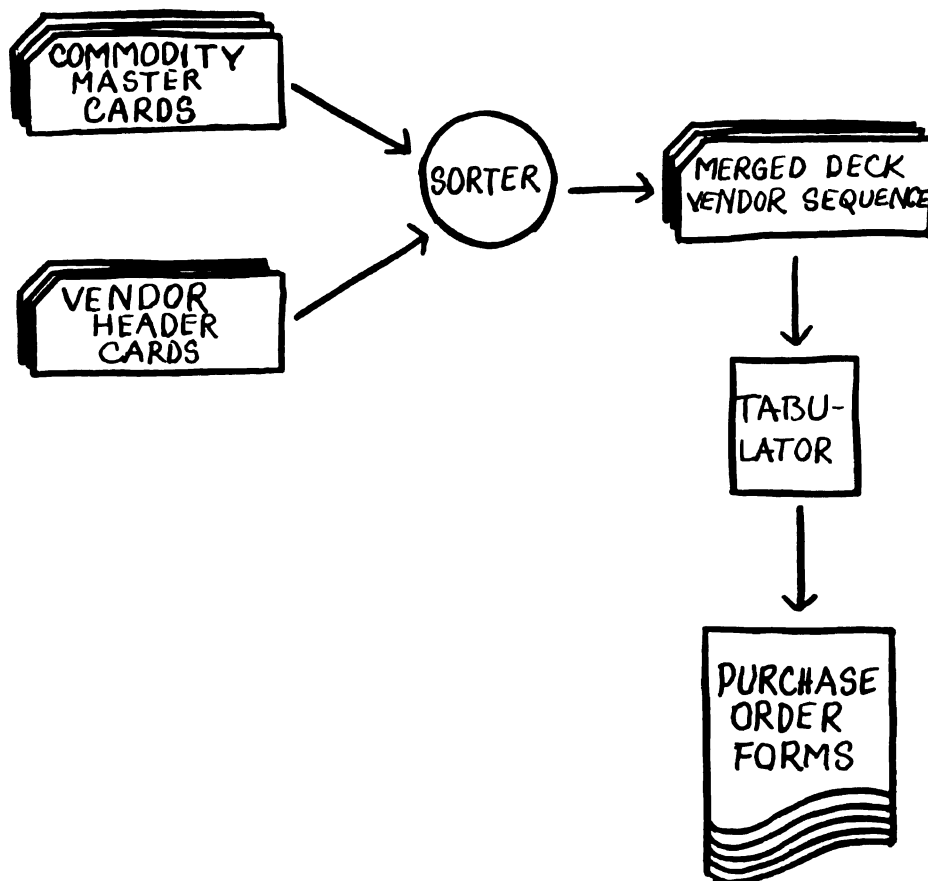 COMMODITY
MASTER
CARDS
SORTER
MERGED DECK
VENDOR SEQUENCE
VENDOR
HEADER
CARDS
TABU-
LATOR
PURCHASE
ORDER
FORMS